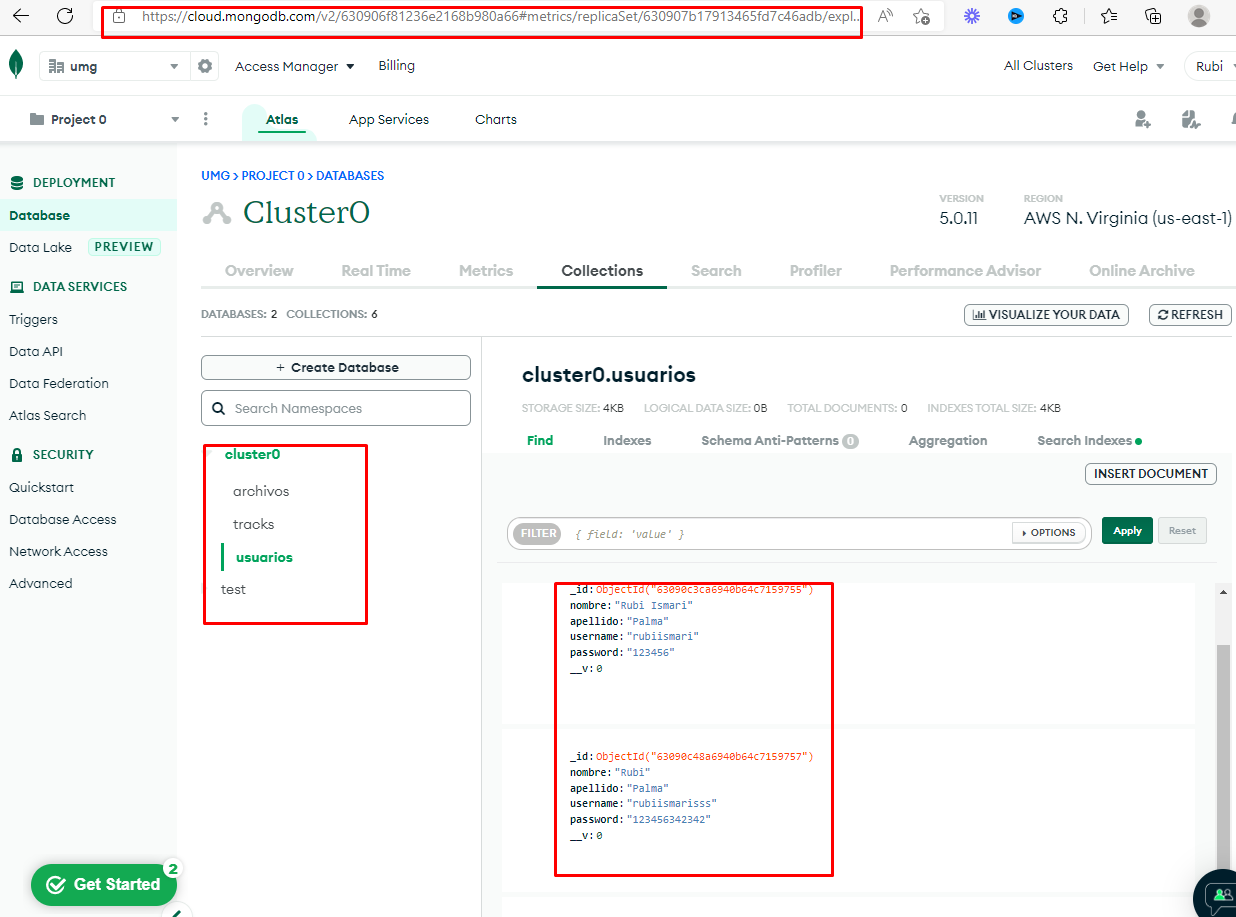 https://cloud.mongodb.com/v2/630906f81236e2168b980a66#metrics/replicaSet/630907b17913465fd7c46adb/expl...
umg Access Manager Billing All Clusters Get Help Rubi
Project 0 Atlas App Services Charts
DEPLOYMENT
Database
Data Lake PREVIEW
DATA SERVICES
Triggers
Data API
Data Federation
Atlas Search
SECURITY
Quickstart
Database Access
Network Access
Advanced
Get Started 2
UMG > PROJECT 0 > DATABASES
Cluster0
VERSION
5.0.11
REGION
AWS N. Virginia (us-east-1)
Overview Real Time Metrics Collections Search Profiler Performance Advisor Online Archive
DATABASES: 2 COLLECTIONS: 6
VISUALIZE YOUR DATA REFRESH
+ Create Database
Search Namespaces
cluster0
archivos
tracks
usuarios
test
cluster0.usuarios
STORAGE SIZE: 4KB LOGICAL DATA SIZE: 0B TOTAL DOCUMENTS: 0 INDEXES TOTAL SIZE: 4KB
Find Indexes Schema Anti-Patterns 0 Aggregation Search Indexes
INSERT DOCUMENT
FILTER { field: 'value' } OPTIONS Apply Reset
_id:ObjectId("63090c3ca6940b64c7159755")
nombre:"Rubi Ismari"
apellido:"Palma"
username:"rubiismari"
password:"123456"
__v:0
_id:ObjectId("63090c48a6940b64c7159757")
nombre:"Rubi"
apellido:"Palma"
username:"rubiismarisss"
password:"123456342342"
__v:0